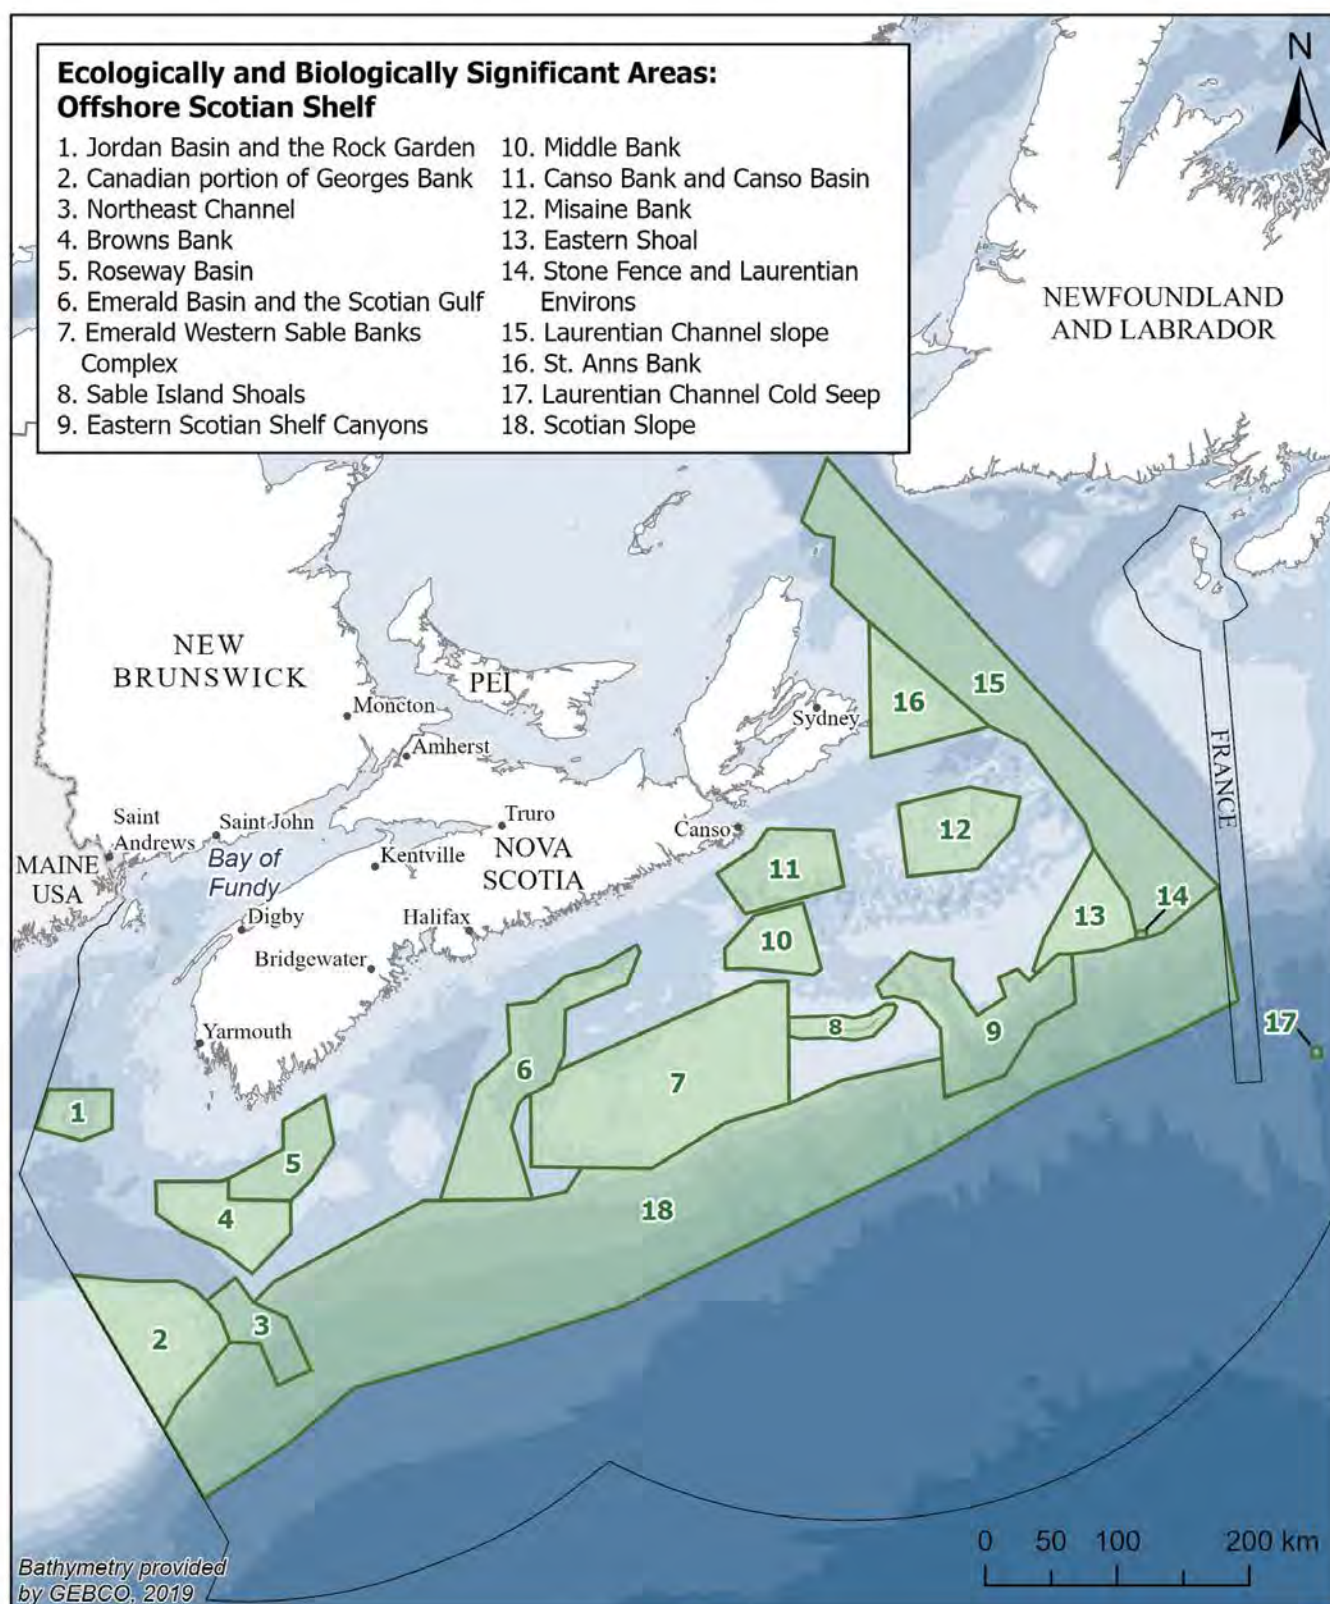 Ecologically and Biologically Significant Areas:
Offshore Scotian Shelf
1. Jordan Basin and the Rock Garden
2. Canadian portion of Georges Bank
3. Northeast Channel
4. Browns Bank
5. Roseway Basin
6. Emerald Basin and the Scotian Gulf
7. Emerald Western Sable Banks
Complex
8. Sable Island Shoals
9. Eastern Scotian Shelf Canyons
10. Middle Bank
11. Canso Bank and Canso Basin
12. Misaine Bank
13. Eastern Shoal
14. Stone Fence and Laurentian
Environs
15. Laurentian Channel slope
16. St. Anns Bank
17. Laurentian Channel Cold Seep
18. Scotian Slope
N
NEWFOUNDLAND
AND LABRADOR
NEW
BRUNSWICK
PEI
Moncton
Amherst
Sydney
16
15
FRANCE
Saint
Andrews
Saint John
Truro
Canso
12
MAINE
USA
Bay of
Fundy
Kentville
NOVA
SCOTIA
11
Digby
Halifax
13
14
Bridgewater
10
Yarmouth
8
9
17
6
7
1
5
4
18
3
2
0 50 100 200 km
Bathymetry provided
by GEBCO, 2019